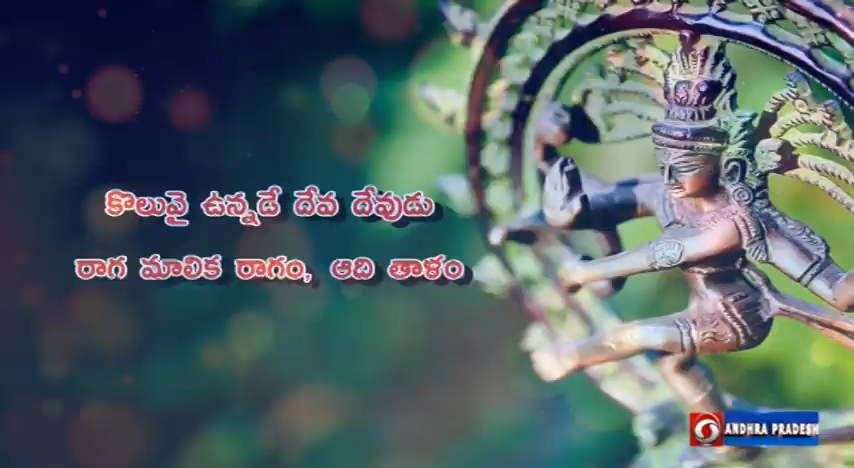 కొలువై ఉన్నడే దేవ దేవుడు
రాగ మాలిక రాగం, ఆది తాళం
ANDHRA PRADESH